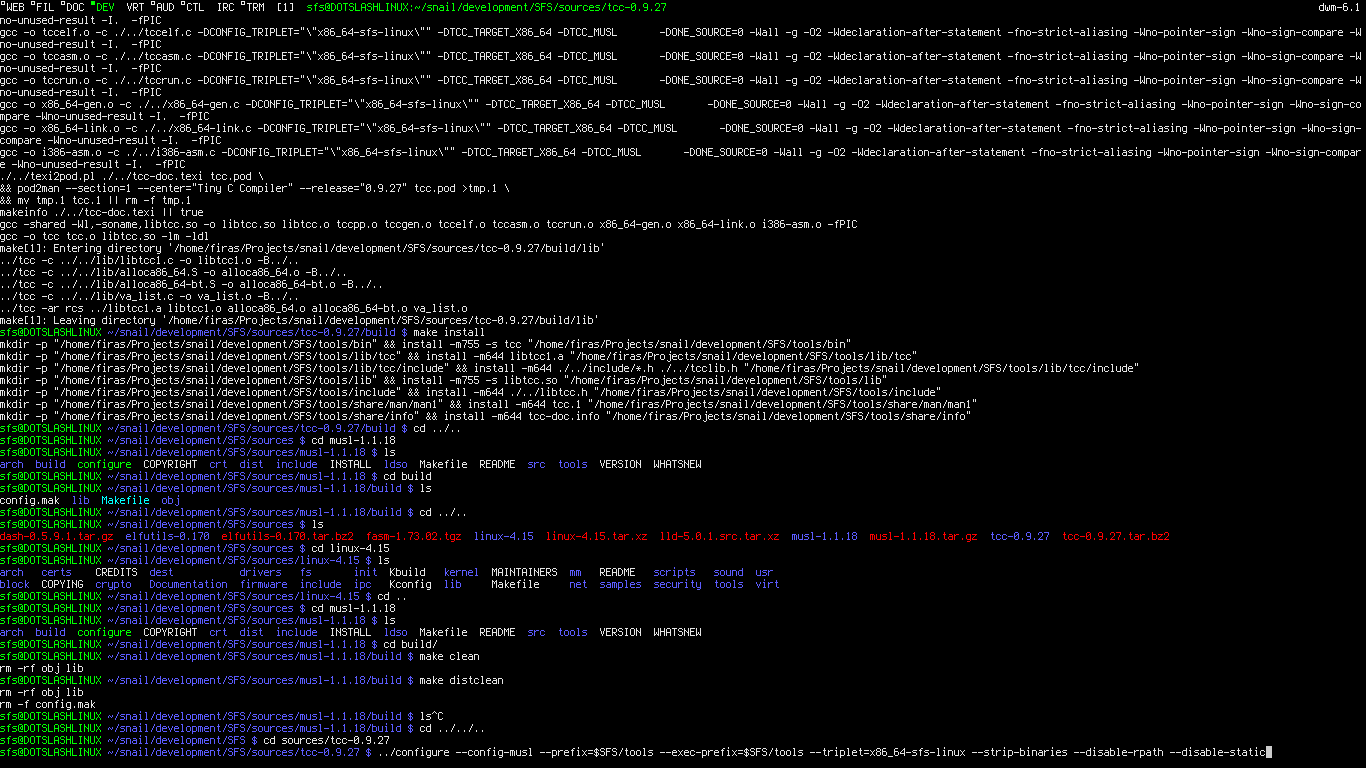 WEB FIL DOC DEV VRT AUD CTL IRC TRM [1] sfs@DOTSLASHLINUX:~/snail/development/SFS/sources/tcc-0.9.27 dwm-6.1
no-unused-result -I. -fPIC
gcc -o tccelf.o -c ./../tccelf.c -DCONFIG_TRIPLET="\"x86_64-sfs-linux\"" -DTCC_TARGET_X86_64 -DTCC_MUSL -DONE_SOURCE=0 -Wall -g -O2 -Wdeclaration-after-statement -fno-strict-aliasing -Wno-pointer-sign -Wno-sign-compare -W
no-unused-result -I. -fPIC
gcc -o tccasm.o -c ./../tccasm.c -DCONFIG_TRIPLET="\"x86_64-sfs-linux\"" -DTCC_TARGET_X86_64 -DTCC_MUSL -DONE_SOURCE=0 -Wall -g -O2 -Wdeclaration-after-statement -fno-strict-aliasing -Wno-pointer-sign -Wno-sign-compare -W
no-unused-result -I. -fPIC
gcc -o tccrun.o -c ./../tccrun.c -DCONFIG_TRIPLET="\"x86_64-sfs-linux\"" -DTCC_TARGET_X86_64 -DTCC_MUSL -DONE_SOURCE=0 -Wall -g -O2 -Wdeclaration-after-statement -fno-strict-aliasing -Wno-pointer-sign -Wno-sign-compare -W
no-unused-result -I. -fPIC
gcc -o x86_64-gen.o -c ./../x86_64-gen.c -DCONFIG_TRIPLET="\"x86_64-sfs-linux\"" -DTCC_TARGET_X86_64 -DTCC_MUSL -DONE_SOURCE=0 -Wall -g -O2 -Wdeclaration-after-statement -fno-strict-aliasing -Wno-pointer-sign -Wno-sign-co
mpare -Wno-unused-result -I. -fPIC
gcc -o x86_64-link.o -c ./../x86_64-link.c -DCONFIG_TRIPLET="\"x86_64-sfs-linux\"" -DTCC_TARGET_X86_64 -DTCC_MUSL -DONE_SOURCE=0 -Wall -g -O2 -Wdeclaration-after-statement -fno-strict-aliasing -Wno-pointer-sign -Wno-sign-
compare -Wno-unused-result -I. -fPIC
gcc -o i386-asm.o -c ./../i386-asm.c -DCONFIG_TRIPLET="\"x86_64-sfs-linux\"" -DTCC_TARGET_X86_64 -DTCC_MUSL -DONE_SOURCE=0 -Wall -g -O2 -Wdeclaration-after-statement -fno-strict-aliasing -Wno-pointer-sign -Wno-sign-compar
e -Wno-unused-result -I. -fPIC
./../texi2pod.pl ./../tcc-doc.texi tcc.pod \
&& pod2man --section=1 --center="Tiny C Compiler" --release="0.9.27" tcc.pod >tmp.1 \
&& mv tmp.1 tcc.1 || rm -f tmp.1
makeinfo ./../tcc-doc.texi || true
gcc -shared -Wl,-soname,libtcc.so -o libtcc.so libtcc.o tccpp.o tccgen.o tccelf.o tccasm.o tccrun.o x86_64-gen.o x86_64-link.o i386-asm.o -fPIC
gcc -o tcc tcc.o libtcc.so -lm -ldl
make[1]: Entering directory '/home/firas/Projects/snail/development/SFS/sources/tcc-0.9.27/build/lib'
../tcc -c ../../lib/libtcc1.c -o libtcc1.o -B../..
../tcc -c ../../lib/alloca86_64.S -o alloca86_64.o -B../..
../tcc -c ../../lib/alloca86_64-bt.S -o alloca86_64-bt.o -B../..
../tcc -c ../../lib/va_list.c -o va_list.o -B../..
../tcc -ar rcs ../libtcc1.a libtcc1.o alloca86_64.o alloca86_64-bt.o va_list.o
make[1]: Leaving directory '/home/firas/Projects/snail/development/SFS/sources/tcc-0.9.27/build/lib'
sfs@DOTSLASHLINUX ~/snail/development/SFS/sources/tcc-0.9.27/build $ make install
mkdir -p "/home/firas/Projects/snail/development/SFS/tools/bin" && install -m755 -s tcc "/home/firas/Projects/snail/development/SFS/tools/bin"
mkdir -p "/home/firas/Projects/snail/development/SFS/tools/lib/tcc" && install -m644 libtcc1.a "/home/firas/Projects/snail/development/SFS/tools/lib/tcc"
mkdir -p "/home/firas/Projects/snail/development/SFS/tools/lib/tcc/include" && install -m644 ./../include/*.h ./../tcclib.h "/home/firas/Projects/snail/development/SFS/tools/lib/tcc/include"
mkdir -p "/home/firas/Projects/snail/development/SFS/tools/lib" && install -m755 -s libtcc.so "/home/firas/Projects/snail/development/SFS/tools/lib"
mkdir -p "/home/firas/Projects/snail/development/SFS/tools/include" && install -m644 ./../libtcc.h "/home/firas/Projects/snail/development/SFS/tools/include"
mkdir -p "/home/firas/Projects/snail/development/SFS/tools/share/man/man1" && install -m644 tcc.1 "/home/firas/Projects/snail/development/SFS/tools/share/man/man1"
mkdir -p "/home/firas/Projects/snail/development/SFS/tools/share/info" && install -m644 tcc-doc.info "/home/firas/Projects/snail/development/SFS/tools/share/info"
sfs@DOTSLASHLINUX ~/snail/development/SFS/sources/tcc-0.9.27/build $ cd ../..
sfs@DOTSLASHLINUX ~/snail/development/SFS/sources $ cd musl-1.1.18
sfs@DOTSLASHLINUX ~/snail/development/SFS/sources/musl-1.1.18 $ ls
arch build configure COPYRIGHT crt dist include INSTALL ldso Makefile README src tools VERSION WHATSNEW
sfs@DOTSLASHLINUX ~/snail/development/SFS/sources/musl-1.1.18 $ cd build
sfs@DOTSLASHLINUX ~/snail/development/SFS/sources/musl-1.1.18/build $ ls
config.mak lib Makefile obj
sfs@DOTSLASHLINUX ~/snail/development/SFS/sources/musl-1.1.18/build $ cd ../..
sfs@DOTSLASHLINUX ~/snail/development/SFS/sources $ ls
dash-0.5.9.1.tar.gz elfutils-0.170 elfutils-0.170.tar.bz2 fasm-1.73.02.tgz linux-4.15 linux-4.15.tar.xz lld-5.0.1.src.tar.xz musl-1.1.18 musl-1.1.18.tar.gz tcc-0.9.27 tcc-0.9.27.tar.bz2
sfs@DOTSLASHLINUX ~/snail/development/SFS/sources $ cd linux-4.15
sfs@DOTSLASHLINUX ~/snail/development/SFS/sources/linux-4.15 $ ls
arch certs CREDITS dest drivers fs init Kbuild kernel MAINTAINERS mm README scripts sound usr
block COPYING crypto Documentation firmware include ipc Kconfig lib Makefile net samples security tools virt
sfs@DOTSLASHLINUX ~/snail/development/SFS/sources/linux-4.15 $ cd ..
sfs@DOTSLASHLINUX ~/snail/development/SFS/sources $ cd musl-1.1.18
sfs@DOTSLASHLINUX ~/snail/development/SFS/sources/musl-1.1.18 $ ls
arch build configure COPYRIGHT crt dist include INSTALL ldso Makefile README src tools VERSION WHATSNEW
sfs@DOTSLASHLINUX ~/snail/development/SFS/sources/musl-1.1.18 $ cd build/
sfs@DOTSLASHLINUX ~/snail/development/SFS/sources/musl-1.1.18/build $ make clean
rm -rf obj lib
sfs@DOTSLASHLINUX ~/snail/development/SFS/sources/musl-1.1.18/build $ make distclean
rm -rf obj lib
rm -f config.mak
sfs@DOTSLASHLINUX ~/snail/development/SFS/sources/musl-1.1.18/build $ ls^C
sfs@DOTSLASHLINUX ~/snail/development/SFS/sources/musl-1.1.18/build $ cd ../../..
sfs@DOTSLASHLINUX ~/snail/development/SFS $ cd sources/tcc-0.9.27
sfs@DOTSLASHLINUX ~/snail/development/SFS/sources/tcc-0.9.27 $ ../configure --config-musl --prefix=$SFS/tools --exec-prefix=$SFS/tools --triplet=x86_64-sfs-linux --strip-binaries --disable-rpath --disable-static